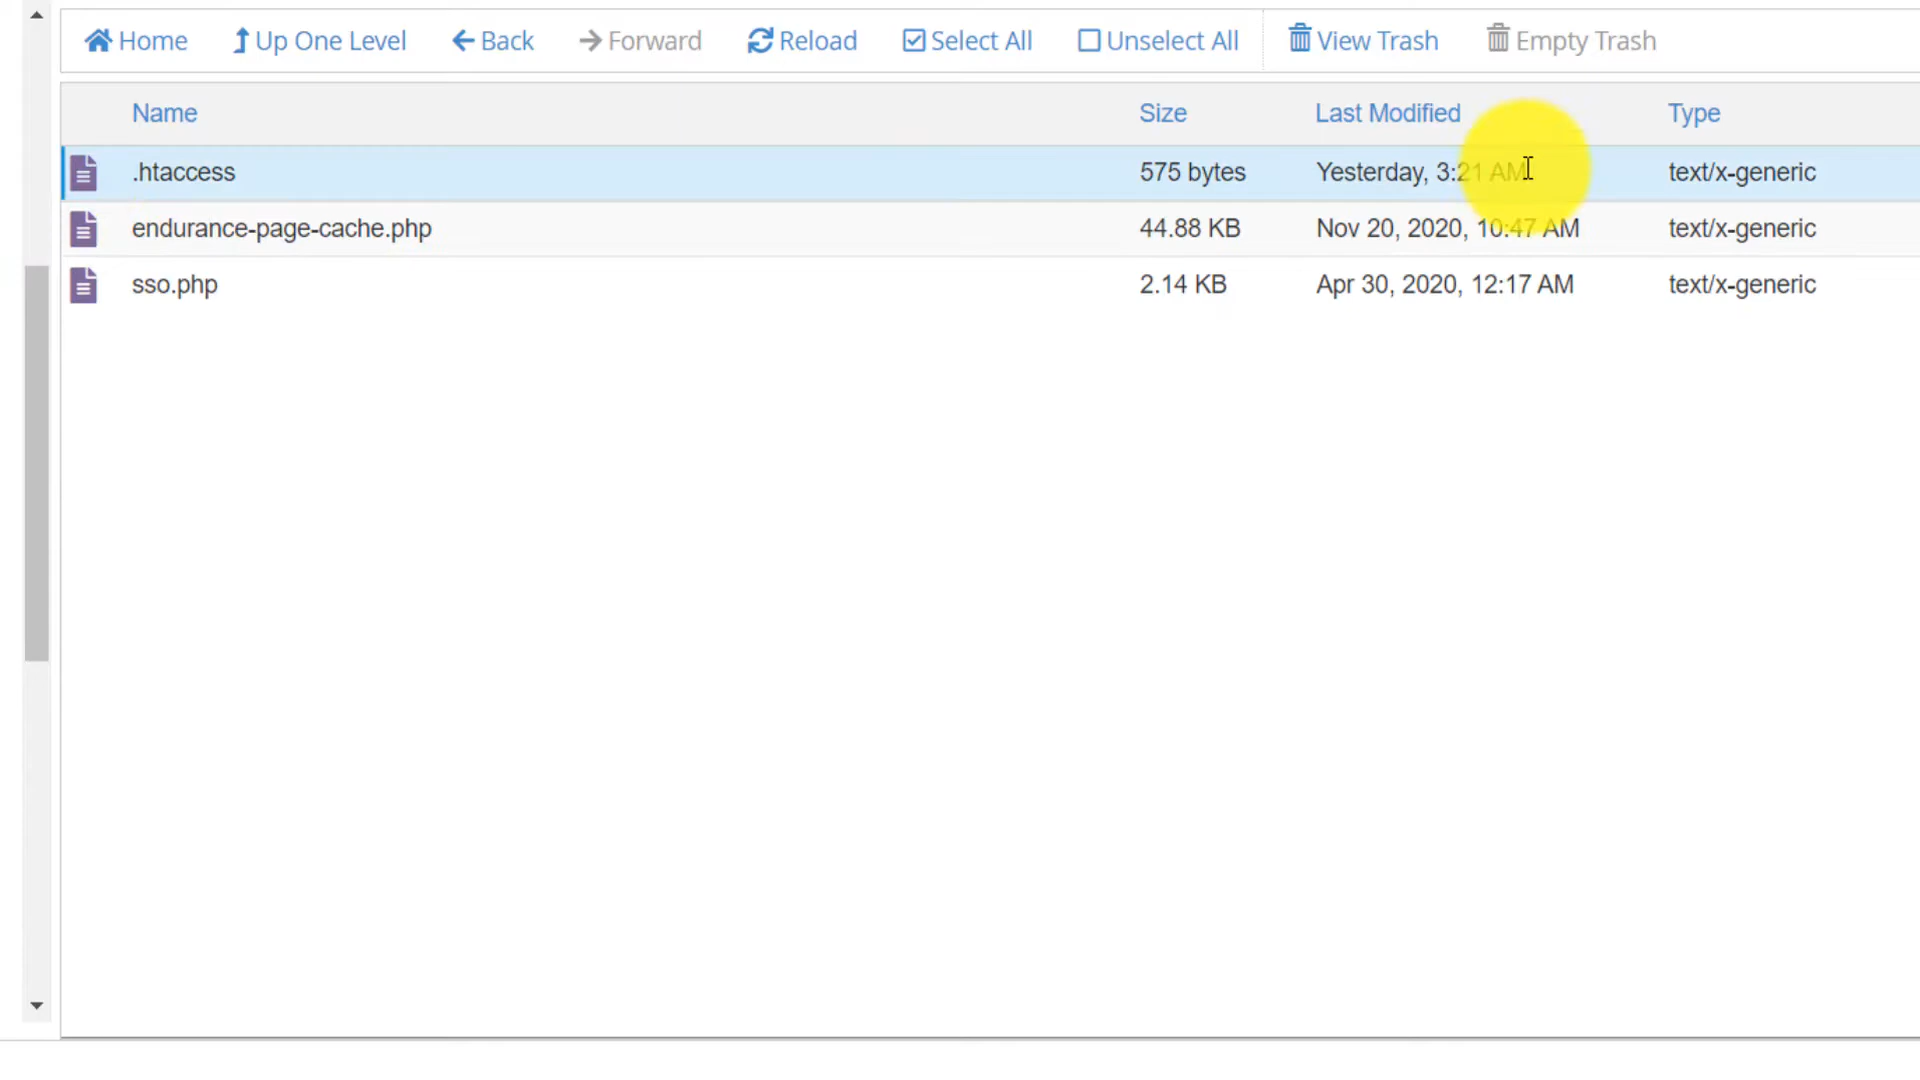 Home Up One Level Back Forward Reload Select All Unselect All View Trash Empty Trash
Name Size Last Modified Type
.htaccess 575 bytes Yesterday, 3:21 AM text/x-generic
endurance-page-cache.php 44.88 KB Nov 20, 2020, 10:47 AM text/x-generic
sso.php 2.14 KB Apr 30, 2020, 12:17 AM text/x-generic